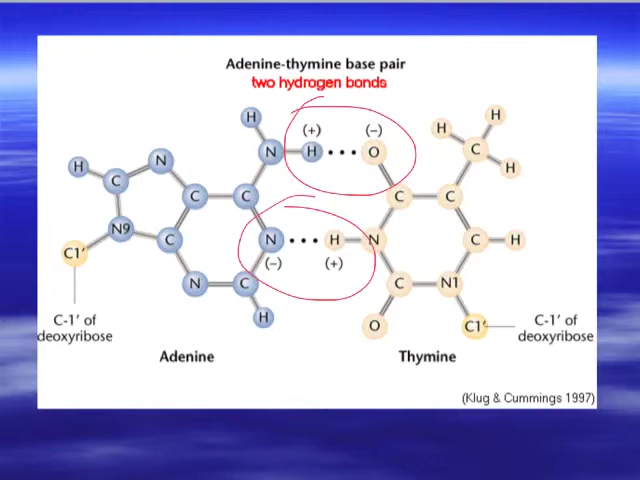 Adenine-thymine base pair
two hydrogen bonds
H
H
H
(+)
(−)
H
N
H
O
C
H
H
C
N
C
C
C
C
N9
C
N
H
N
C
H
C1′
(−)
(+)
N
C
C
N1
H
O
C1′
C-1′ of
deoxyribose
C-1′ of
deoxyribose
Adenine
Thymine
(Klug & Cummings 1997)